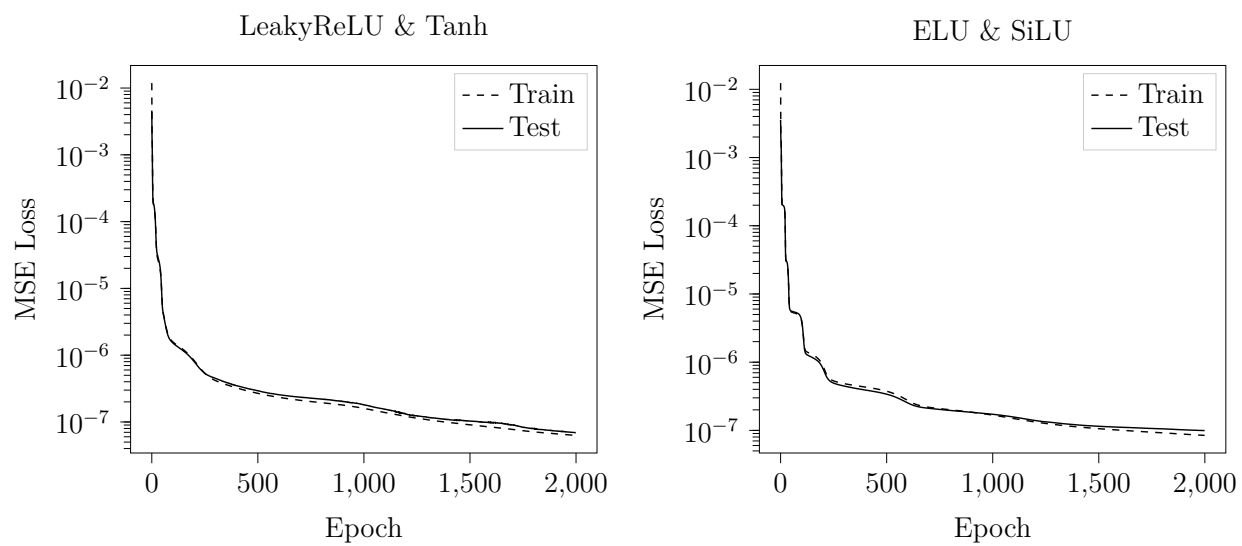 LeakyReLU & Tanh
10⁻²
10⁻³
10⁻⁴
10⁻⁵
10⁻⁶
10⁻⁷
MSE Loss
Train
Test
0 500 1,000 1,500 2,000
Epoch
ELU & SiLU
10⁻²
10⁻³
10⁻⁴
10⁻⁵
10⁻⁶
10⁻⁷
MSE Loss
Train
Test
0 500 1,000 1,500 2,000
Epoch